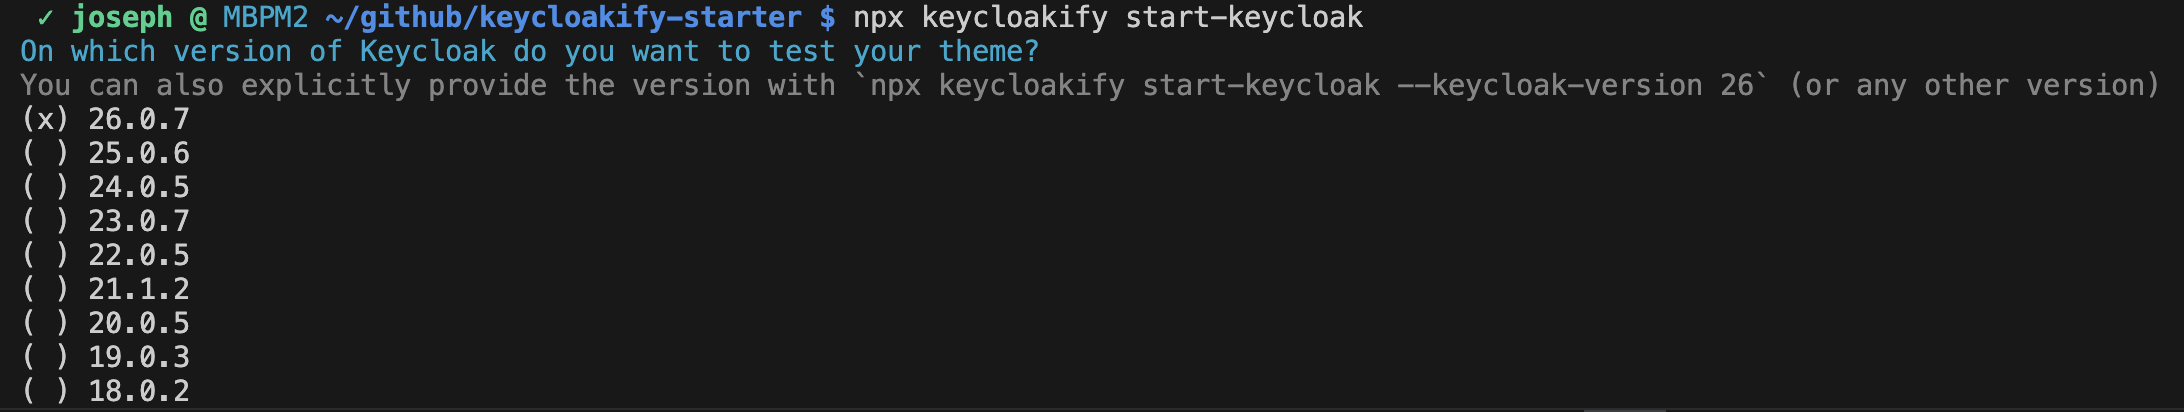 ✓ joseph @ MBPM2 ~/github/keycloakify-starter $ npx keycloakify start-keycloak
On which version of Keycloak do you want to test your theme?
You can also explicitly provide the version with `npx keycloakify start-keycloak --keycloak-version 26` (or any other version)
(x) 26.0.7
( ) 25.0.6
( ) 24.0.5
( ) 23.0.7
( ) 22.0.5
( ) 21.1.2
( ) 20.0.5
( ) 19.0.3
( ) 18.0.2